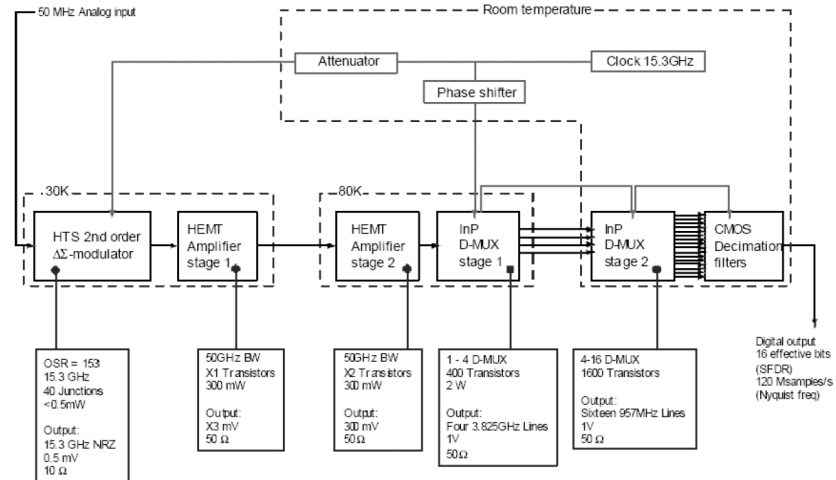 50 MHz Analog input
Room temperature
Attenuator
Clock 15.3GHz
Phase shifter
30K
80K
HTS 2nd order
ΔΣ-modulator
HEMT
Amplifier
stage 1
HEMT
Amplifier
stage 2
InP
D-MUX
stage 1
InP
D-MUX
stage 2
CMOS
Decimation
filters
OSR = 153
15.3 GHz
40 Junctions
<0.5mW
Output:
15.3 GHz NRZ
0.5 mV
10 Ω
50GHz BW
X1 Transistors
300 mW
Output:
X3 mV
50 Ω
50GHz BW
X2 Transistors
300 mW
Output:
300 mV
50 Ω
1 - 4 D-MUX
400 Transistors
2 W
Output:
Four 3.825GHz Lines
1V
50Ω
4-16 D-MUX
1600 Transistors
Output:
Sixteen 957MHz Lines
1V
50 Ω
Digital output
16 effective bits
(SFDR)
120 Msamples/s
(Nyquist freq)